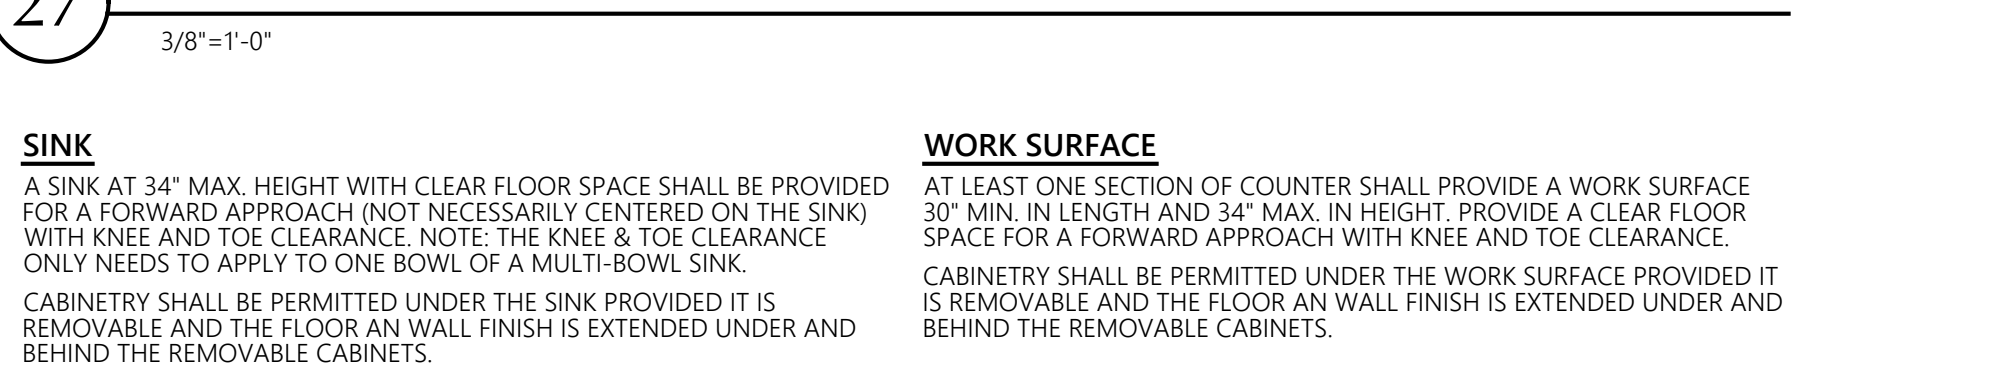 27
3/8"=1'-0"
SINK
A SINK AT 34" MAX. HEIGHT WITH CLEAR FLOOR SPACE SHALL BE PROVIDED
FOR A FORWARD APPROACH (NOT NECESSARILY CENTERED ON THE SINK)
WITH KNEE AND TOE CLEARANCE. NOTE: THE KNEE & TOE CLEARANCE
ONLY NEEDS TO APPLY TO ONE BOWL OF A MULTI-BOWL SINK.
CABINETRY SHALL BE PERMITTED UNDER THE SINK PROVIDED IT IS
REMOVABLE AND THE FLOOR AN WALL FINISH IS EXTENDED UNDER AND
BEHIND THE REMOVABLE CABINETS.
WORK SURFACE
AT LEAST ONE SECTION OF COUNTER SHALL PROVIDE A WORK SURFACE
30" MIN. IN LENGTH AND 34" MAX. IN HEIGHT. PROVIDE A CLEAR FLOOR
SPACE FOR A FORWARD APPROACH WITH KNEE AND TOE CLEARANCE.
CABINETRY SHALL BE PERMITTED UNDER THE WORK SURFACE PROVIDED IT
IS REMOVABLE AND THE FLOOR AN WALL FINISH IS EXTENDED UNDER AND
BEHIND THE REMOVABLE CABINETS.